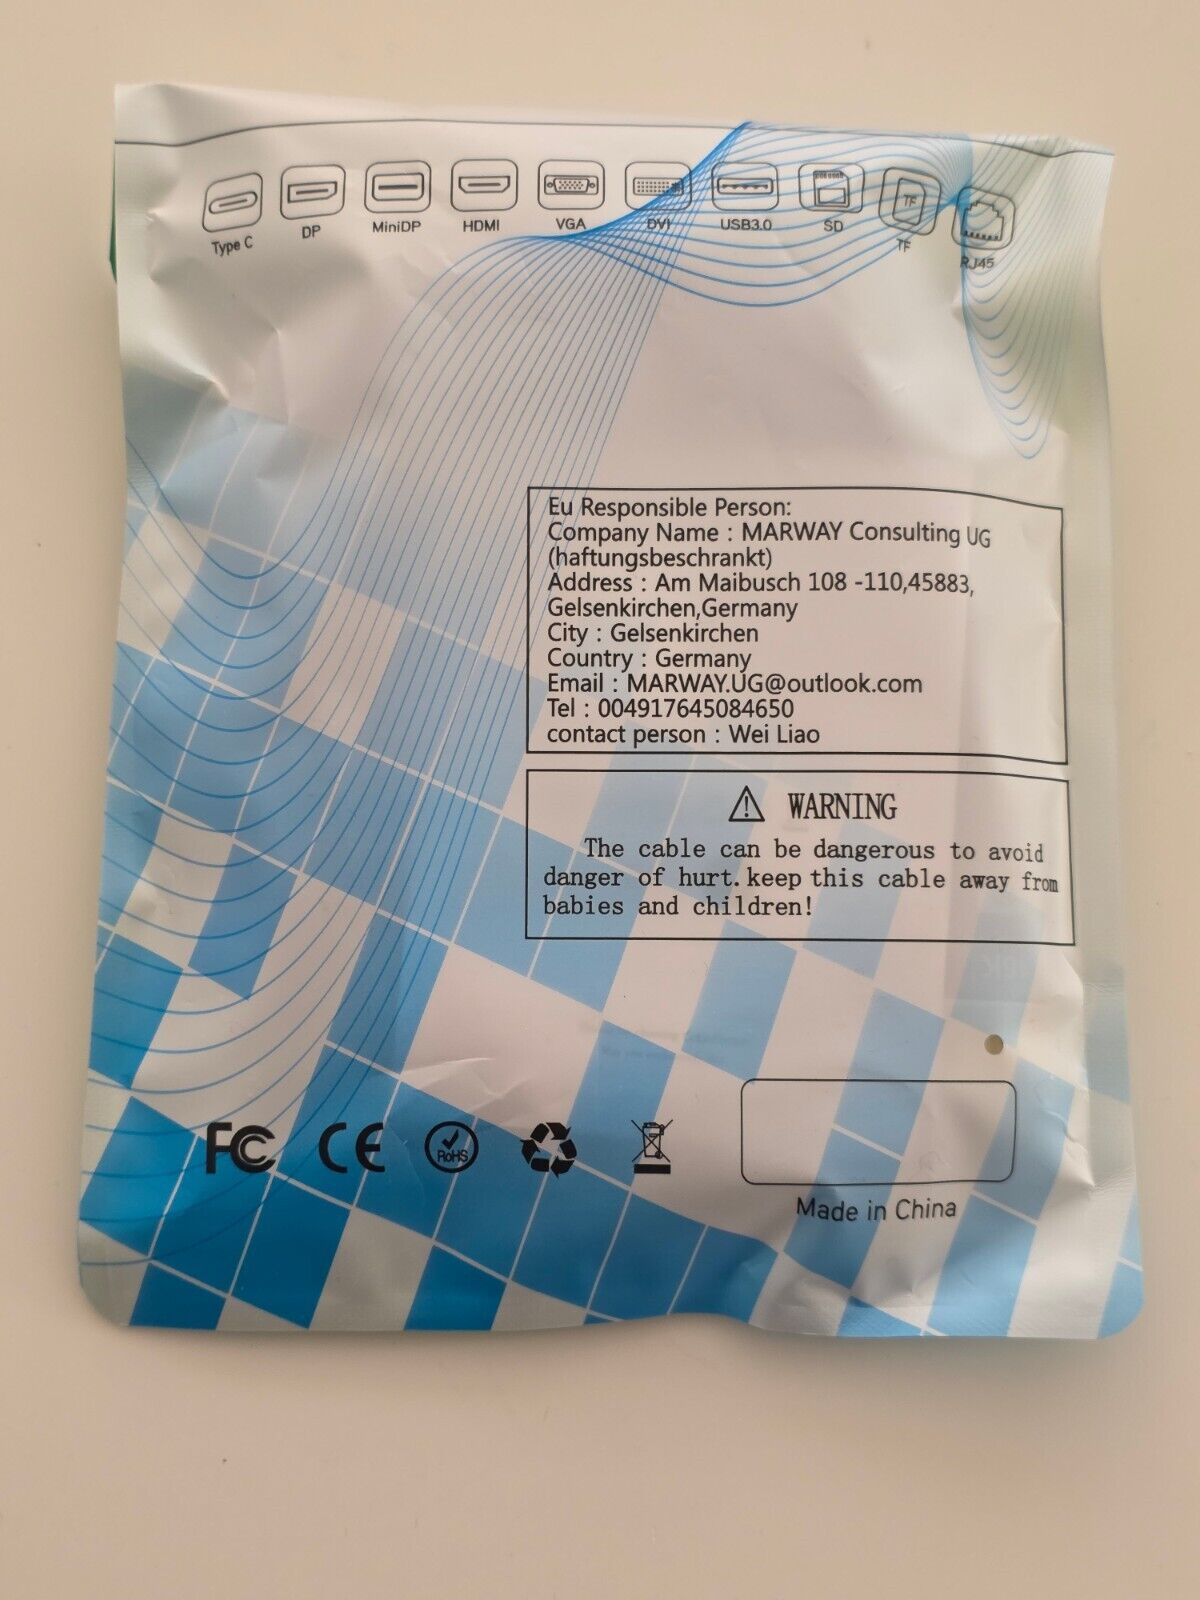 Type C
DP
MiniDP
HDMI
VGA
DVI
USB3.0
SD
TF
TF
RJ45
Eu Responsible Person:
Company Name : MARWAY Consulting UG
(haftungsbeschrankt)
Address : Am Maibusch 108 -110,45883,
Gelsenkirchen,Germany
City : Gelsenkirchen
Country : Germany
Email : MARWAY.UG@outlook.com
Tel : 004917645084650
contact person : Wei Liao
WARNING
The cable can be dangerous to avoid
danger of hurt.keep this cable away from
babies and children!
FC CE RoHS
Made in China